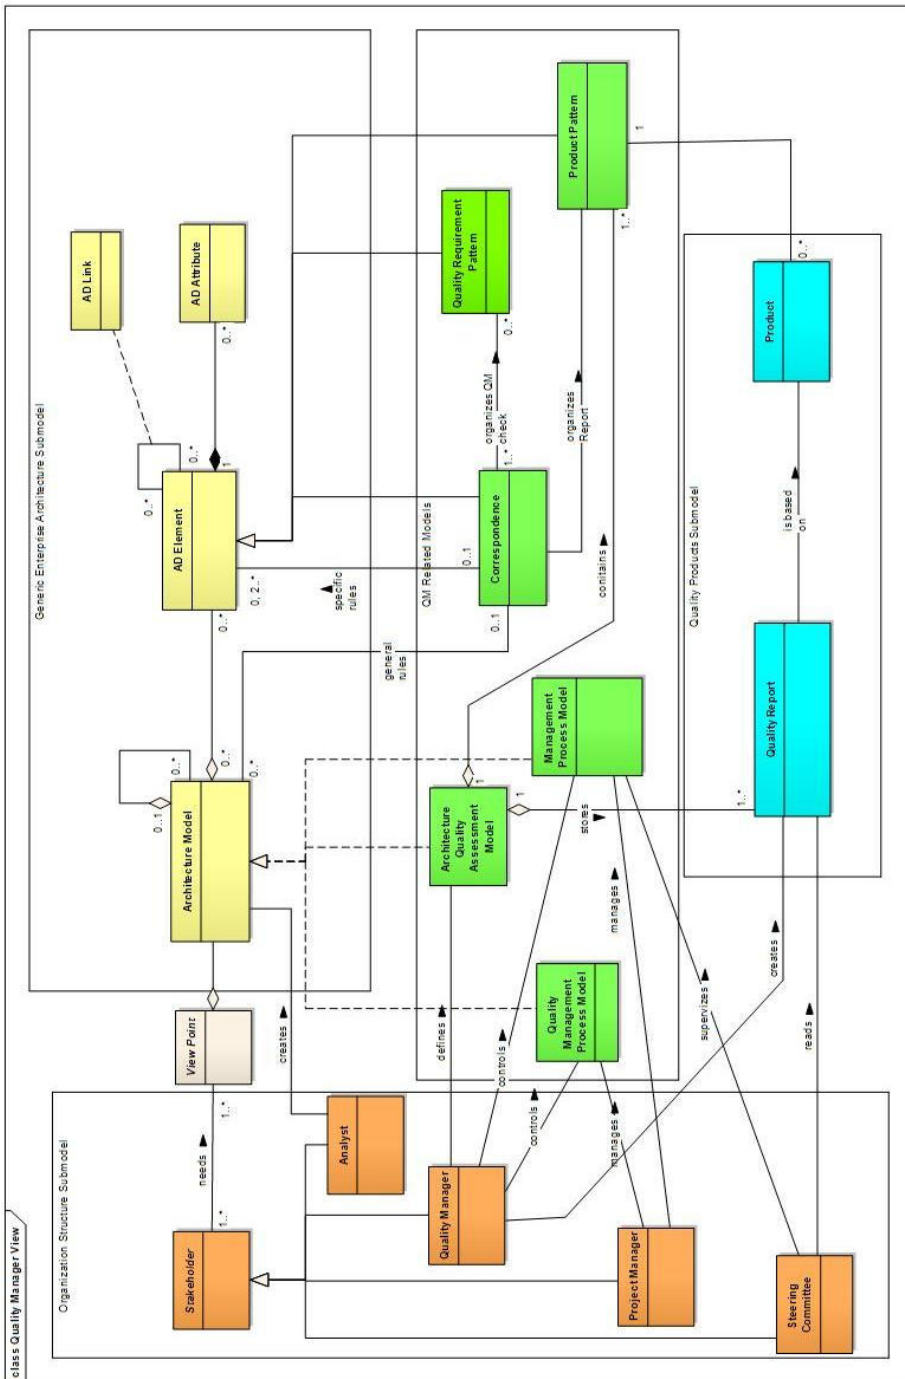 class Quality Manager View
Organization Structure Submodel
Stakeholder
needs
1..*
1..*
View Point
Analyst
creates
Quality Manager
Project Manager
Steering
Committee
defines
controls
controls
manages
manages
supervizes
creates
reads
Generic Enterprise Architecture Submodel
Architecture Model
0..1
0..*
0..*
0..*
0..*
AD Element
0..*
0..*
1
0..*
0, 2..*
AD Link
AD Attribute
general
rules
specific
rules
QM Related Models
Quality
Management
Process Model
Architecture
Quality
Assessment
Model
1
1
Management
Process Model
stores
1..*
Correspondence
0..1
0..1
1..*
organizes QM
check
0..*
Quality Requirement
Pattern
organizes
Report
conitains
1..*
Product Pattern
1
Quality Products Submodel
Quality Report
is based
on
Product
0..*